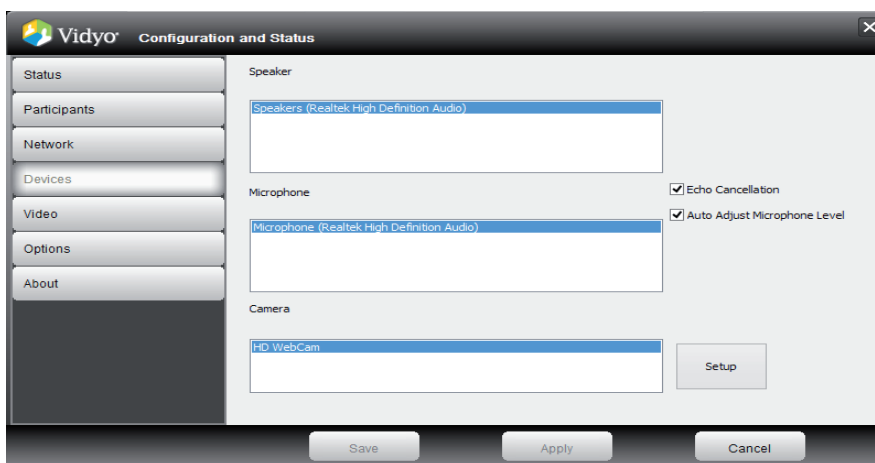 Vidyo Configuration and Status
Status
Participants
Network
Devices
Video
Options
About
Speaker
Speakers (Realtek High Definition Audio)
Microphone
Echo Cancellation
Auto Adjust Microphone Level
Microphone (Realtek High Definition Audio)
Camera
HD WebCam
Setup
Save Apply Cancel